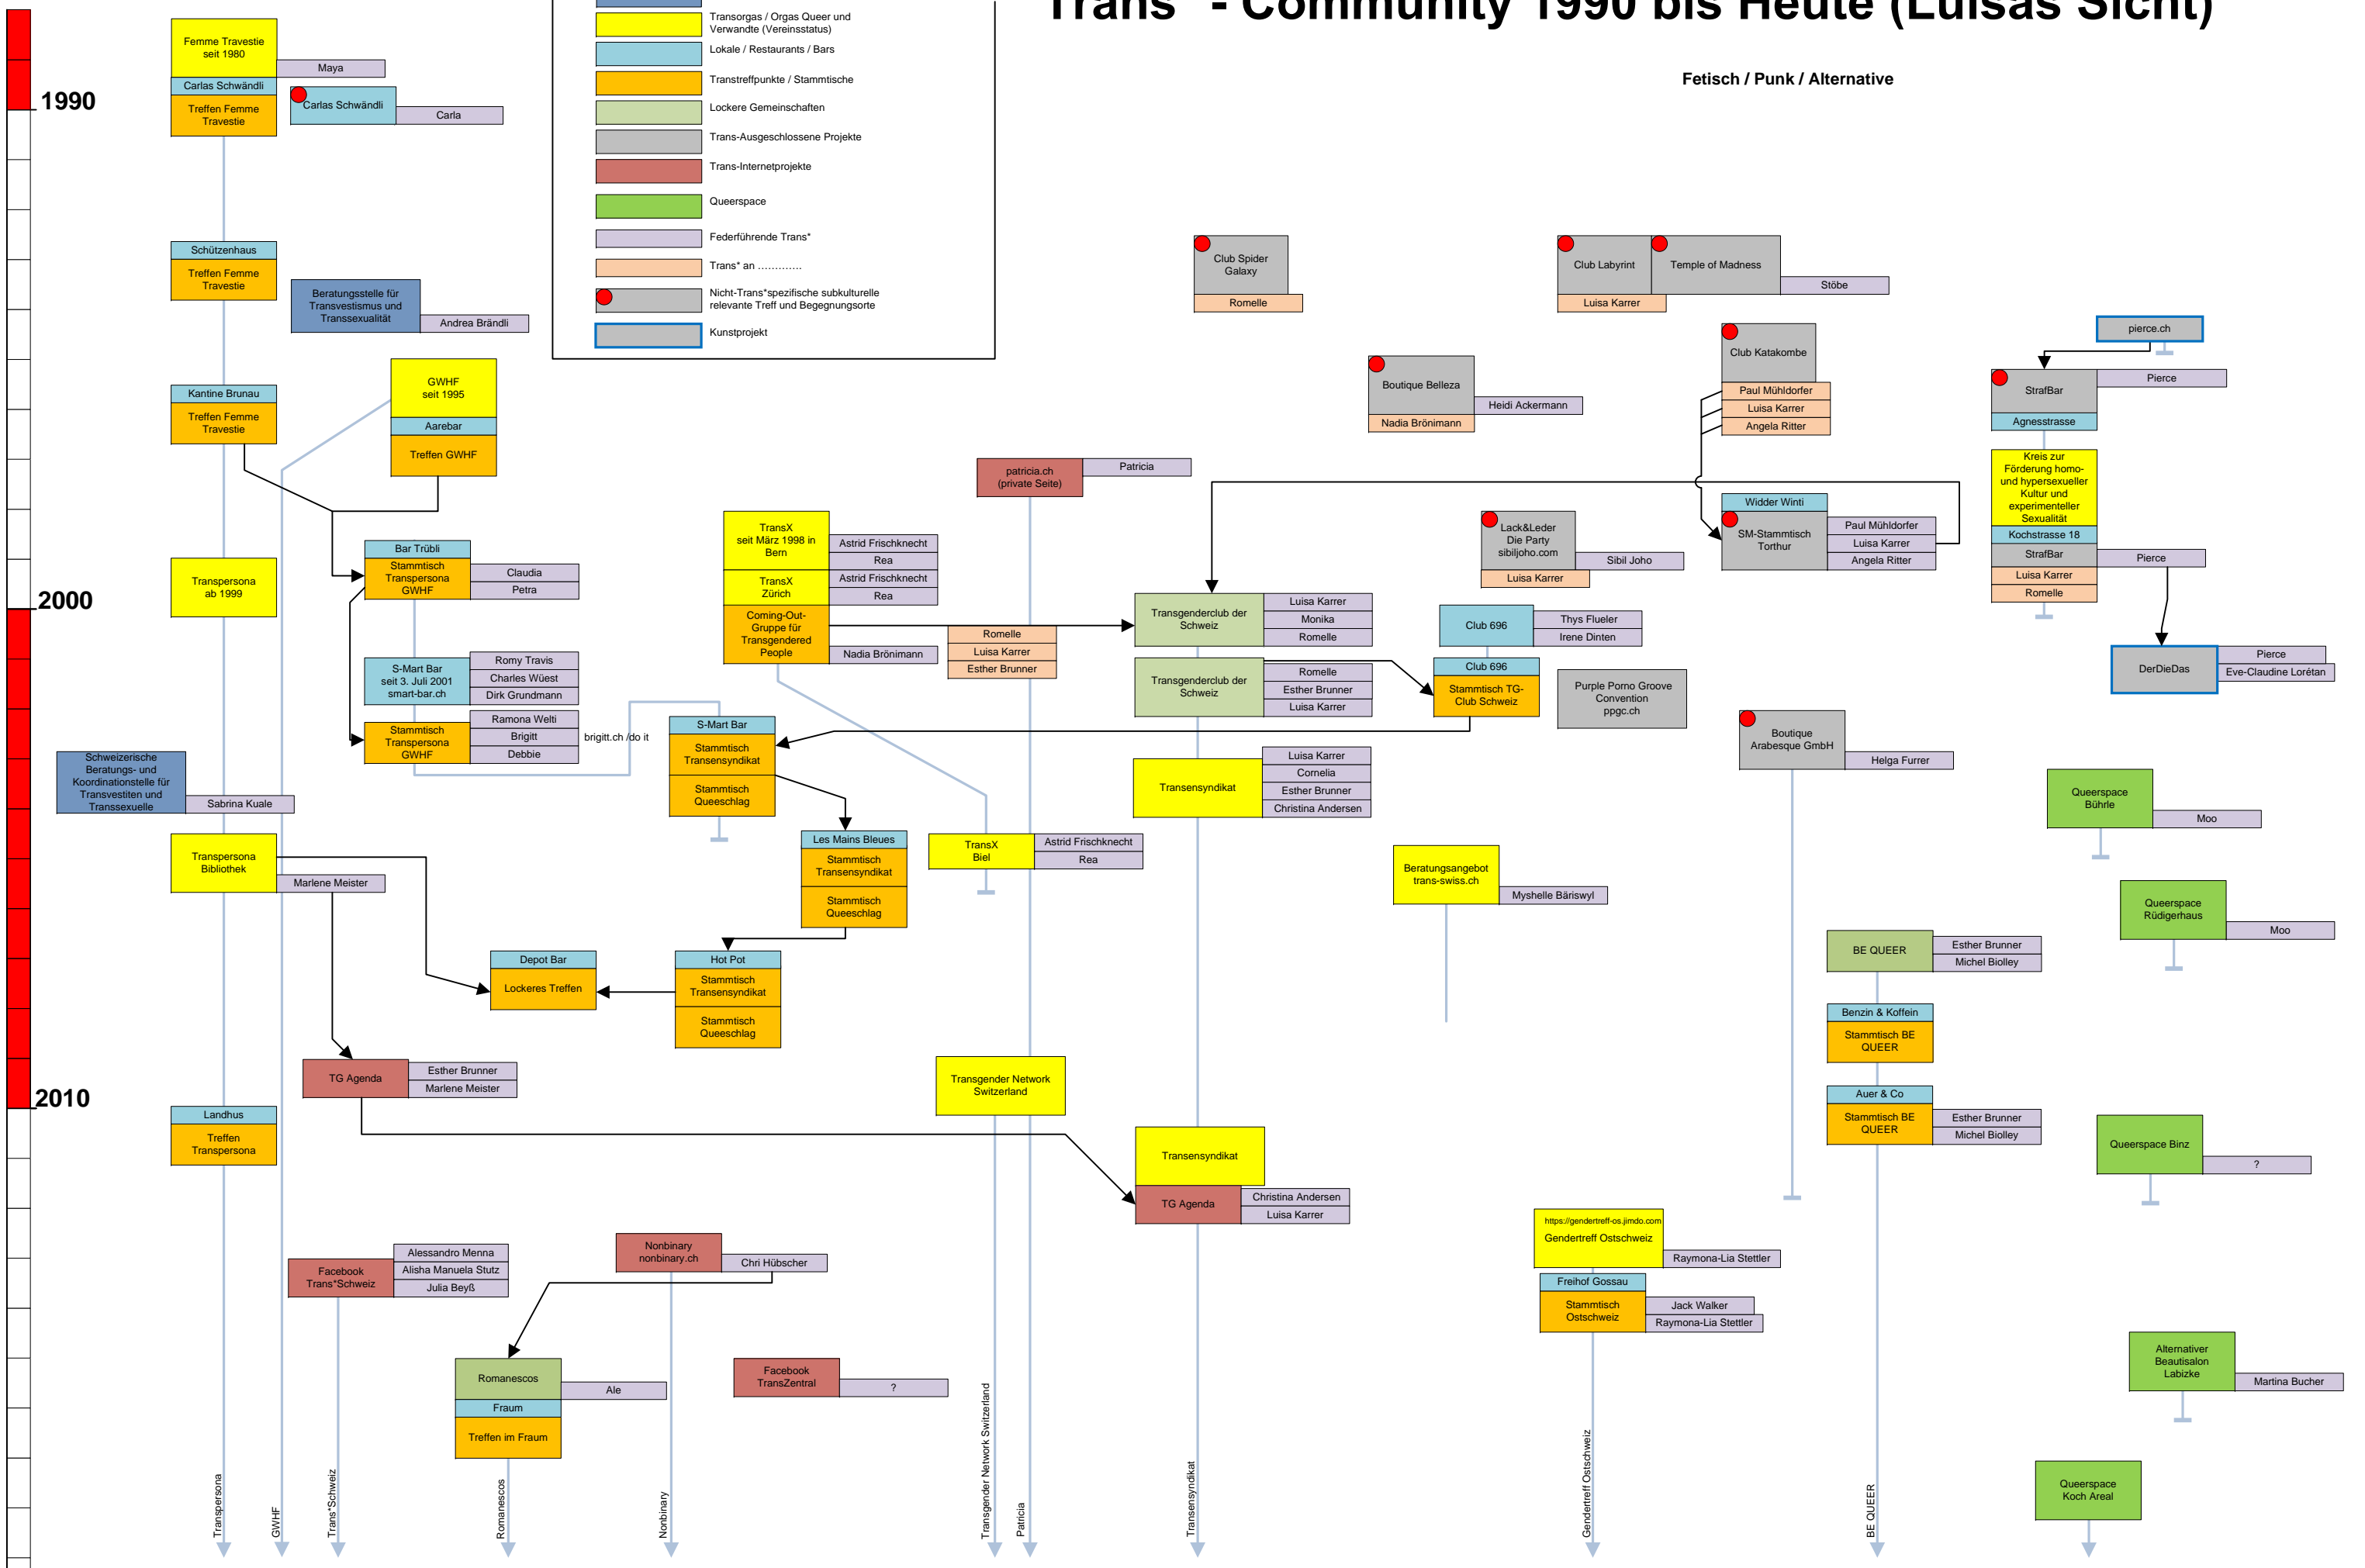 Trans* - Community 1990 bis Heute (Luisas Sicht)
Fetisch / Punk / Alternative
Transorgas / Orgas Queer und
Verwandte (Vereinsstatus)
Lokale / Restaurants / Bars
Transtreffpunkte / Stammtische
Lockere Gemeinschaften
Trans-Ausgeschlossene Projekte
Trans-Internetprojekte
Queerspace
Federführende Trans*
Trans* an .............
Nicht-Trans*spezifische subkulturelle
relevante Treff und Begegnungsorte
Kunstprojekt
1990
2000
2010
Femme Travestie
seit 1980
Maya
Carlas Schwändli
Treffen Femme
Travestie
Carlas Schwändli
Carla
Schützenhaus
Treffen Femme
Travestie
Beratungsstelle für
Transvestismus und
Transsexualität
Andrea Brändli
Kantine Brunau
Treffen Femme
Travestie
GWHF
seit 1995
Aarebar
Treffen GWHF
Club Spider
Galaxy
Romelle
Club Labyrint
Luisa Karrer
Temple of Madness
Stöbe
Boutique Belleza
Heidi Ackermann
Nadia Brönimann
Club Katakombe
Paul Mühldorfer
Luisa Karrer
Angela Ritter
pierce.ch
StrafBar
Pierce
Agnesstrasse
Kreis zur
Förderung homo-
und hypersexueller
Kultur und
experimenteller
Sexualität
Kochstrasse 18
StrafBar
Pierce
Luisa Karrer
Romelle
patricia.ch
(private Seite)
Patricia
Widder Winti
SM-Stammtisch
Torthur
Paul Mühldorfer
Luisa Karrer
Angela Ritter
Lack&Leder
Die Party
sibiljoho.com
Sibil Joho
Luisa Karrer
TransX
seit März 1998 in
Bern
Astrid Frischknecht
Rea
TransX
Zürich
Astrid Frischknecht
Rea
Coming-Out-
Gruppe für
Transgendered
People
Nadia Brönimann
Romelle
Luisa Karrer
Esther Brunner
Bar Trübli
Stammtisch
Transpersona
GWHF
Claudia
Petra
Transpersona
ab 1999
Transgenderclub der
Schweiz
Luisa Karrer
Monika
Romelle
Transgenderclub der
Schweiz
Romelle
Esther Brunner
Luisa Karrer
Club 696
Thys Flueler
Irene Dinten
Club 696
Stammtisch TG-
Club Schweiz
Purple Porno Groove
Convention
ppgc.ch
DerDieDas
Pierce
Eve-Claudine Lorétan
S-Mart Bar
seit 3. Juli 2001
smart-bar.ch
Romy Travis
Charles Wüest
Dirk Grundmann
Stammtisch
Transpersona
GWHF
Ramona Welti
Brigitt
Debbie
brigitt.ch /do it
S-Mart Bar
Stammtisch
Transensyndikat
Stammtisch
Queeschlag
Boutique
Arabesque GmbH
Helga Furrer
Schweizerische
Beratungs- und
Koordinationstelle für
Transvestiten und
Transsexuelle
Sabrina Kuale
Transensyndikat
Luisa Karrer
Cornelia
Esther Brunner
Christina Andersen
Queerspace
Bührle
Moo
Transpersona
Bibliothek
Marlene Meister
Les Mains Bleues
Stammtisch
Transensyndikat
Stammtisch
Queeschlag
TransX
Biel
Astrid Frischknecht
Rea
Beratungsangebot
trans-swiss.ch
Myshelle Bäriswyl
Queerspace
Rüdigerhaus
Moo
Depot Bar
Lockeres Treffen
Hot Pot
Stammtisch
Transensyndikat
Stammtisch
Queeschlag
BE QUEER
Esther Brunner
Michel Biolley
Benzin & Koffein
Stammtisch BE
QUEER
TG Agenda
Esther Brunner
Marlene Meister
Transgender Network
Switzerland
Auer & Co
Stammtisch BE
QUEER
Esther Brunner
Michel Biolley
Landhus
Treffen
Transpersona
Transensyndikat
TG Agenda
Christina Andersen
Luisa Karrer
Queerspace Binz
?
https://gendertreff-os.jimdo.com
Gendertreff Ostschweiz
Raymona-Lia Stettler
Freihof Gossau
Stammtisch
Ostschweiz
Jack Walker
Raymona-Lia Stettler
Facebook
Trans*Schweiz
Alessandro Menna
Alisha Manuela Stutz
Julia Beyß
Nonbinary
nonbinary.ch
Chri Hübscher
Romanescos
Ale
Fraum
Treffen im Fraum
Facebook
TransZentral
?
Alternativer
Beautisalon
Labizke
Martina Bucher
Queerspace
Koch Areal
Transpersona
GWHF
Trans*Schweiz
Romanescos
Nonbinary
Transgender Network Switzerland
Patricia
Transensyndikat
Gendertreff Ostschweiz
BE QUEER